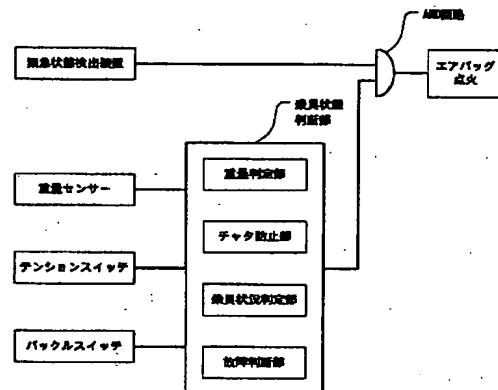 AND回路
緊急状態検出装置
エアバッグ
点火
乗員状態
判断部
重量判定部
重量センサー
チャタ防止部
テンションスイッチ
乗員状況判定部
バックルスイッチ
故障判断部